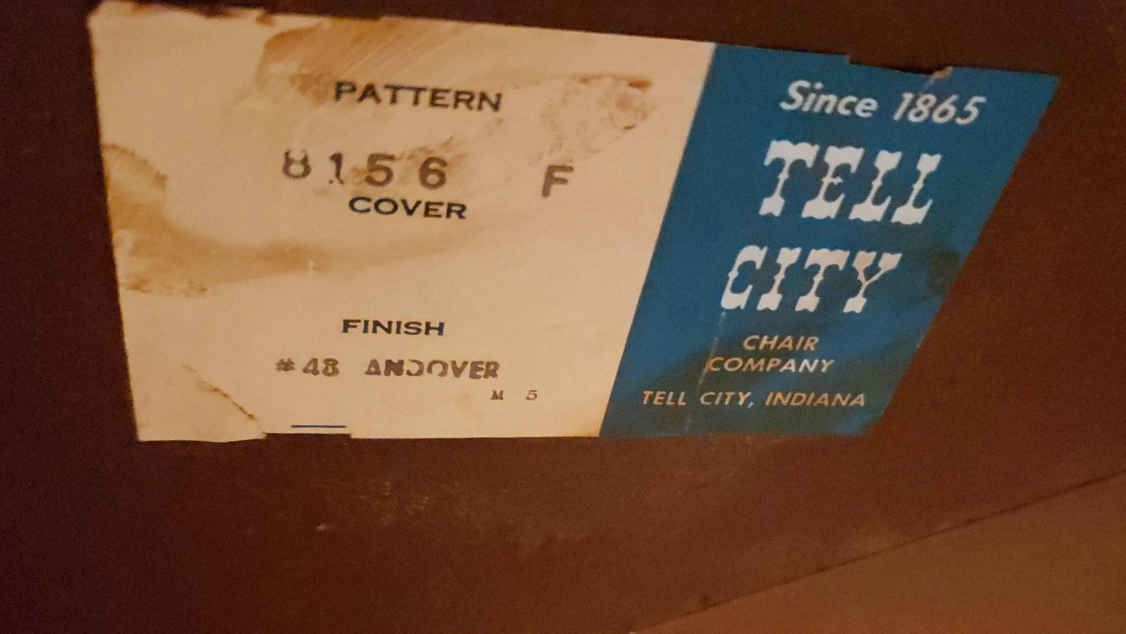 PATTERN
8156 F
COVER
FINISH
#48 ANDOVER
M 5
Since 1865
TELL
CITY
CHAIR
COMPANY
TELL CITY, INDIANA